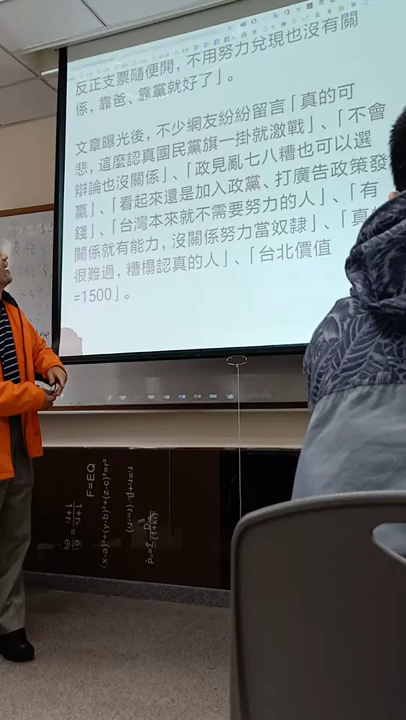 反正支票隨便開，不用努力兌現也沒有關
係，靠爸、靠黨就好了」。
文章曝光後，不少網友紛紛留言「真的可
悲，這麼認真國民黨旗一掛就激戰」、「不會
辯論也沒關係」、「政見亂七八糟也可以選
贏」、「看起來還是加入政黨、打廣告政策發
錢」、「台灣本來就不需要努力的人」、「有
關係就有能力，沒關係努力當奴隸」、「真
很難過，糟榻認真的人」、「台北價值
=1500」。
F=EQ
(x-a)²+(y-b)²+(z-c)²=r²